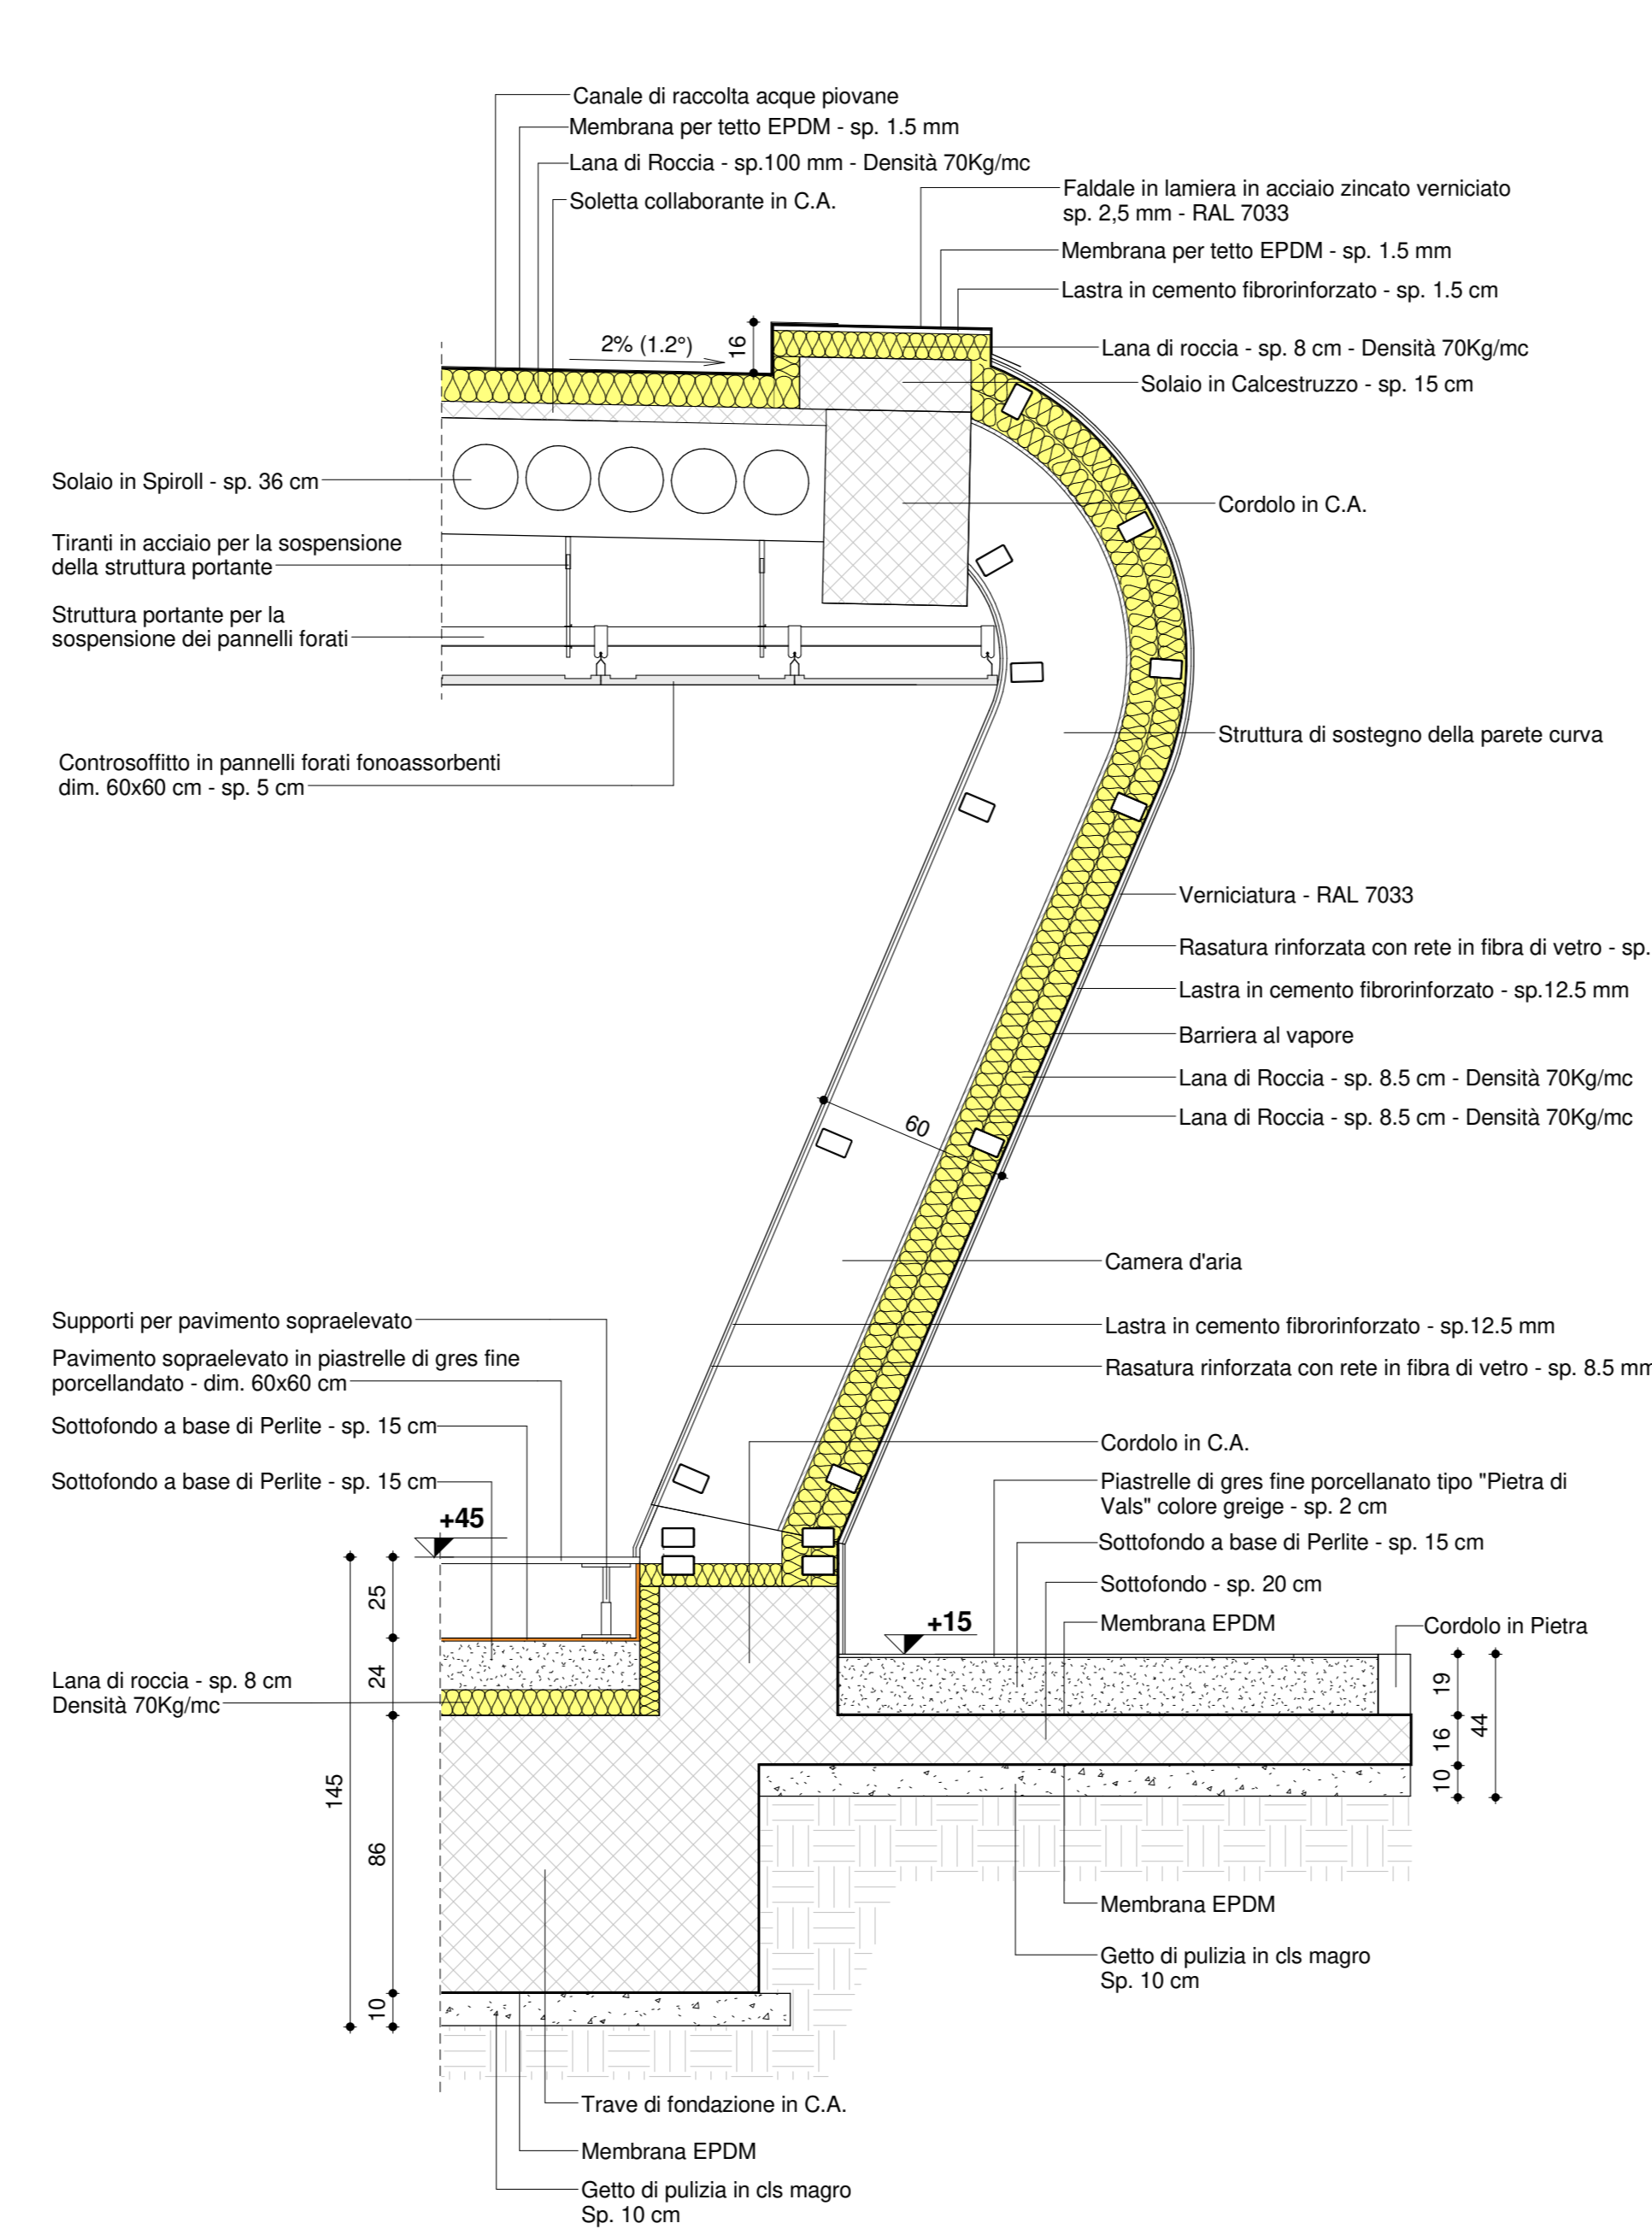 Canale di raccolta acque piovane
Membrana per tetto EPDM - sp. 1.5 mm
Lana di Roccia - sp.100 mm - Densità 70Kg/mc
Soletta collaborante in C.A.
Faldale in lamiera in acciaio zincato verniciato
sp. 2,5 mm - RAL 7033
Membrana per tetto EPDM - sp. 1.5 mm
Lastra in cemento fibrorinforzato - sp. 1.5 cm
2% (1.2°)
16
Lana di roccia - sp. 8 cm - Densità 70Kg/mc
Solaio in Calcestruzzo - sp. 15 cm
Solaio in Spiroll - sp. 36 cm
Cordolo in C.A.
Tiranti in acciaio per la sospensione
della struttura portante
Struttura portante per la
sospensione dei pannelli forati
Struttura di sostegno della parete curva
Controsoffitto in pannelli forati fonoassorbenti
dim. 60x60 cm - sp. 5 cm
Verniciatura - RAL 7033
Rasatura rinforzata con rete in fibra di vetro - sp.
Lastra in cemento fibrorinforzato - sp.12.5 mm
Barriera al vapore
Lana di Roccia - sp. 8.5 cm - Densità 70Kg/mc
Lana di Roccia - sp. 8.5 cm - Densità 70Kg/mc
60
Camera d'aria
Supporti per pavimento sopraelevato
Lastra in cemento fibrorinforzato - sp.12.5 mm
Pavimento sopraelevato in piastrelle di gres fine
porcellandato - dim. 60x60 cm
Rasatura rinforzata con rete in fibra di vetro - sp. 8.5 mm
Sottofondo a base di Perlite - sp. 15 cm
Cordolo in C.A.
Sottofondo a base di Perlite - sp. 15 cm
Piastrelle di gres fine porcellanato tipo "Pietra di
Vals" colore greige - sp. 2 cm
+45
Sottofondo a base di Perlite - sp. 15 cm
Sottofondo - sp. 20 cm
+15
Membrana EPDM
Cordolo in Pietra
25
24
Lana di roccia - sp. 8 cm
Densità 70Kg/mc
19
44
16
10
145
86
10
Membrana EPDM
Getto di pulizia in cls magro
Sp. 10 cm
Trave di fondazione in C.A.
Membrana EPDM
Getto di pulizia in cls magro
Sp. 10 cm